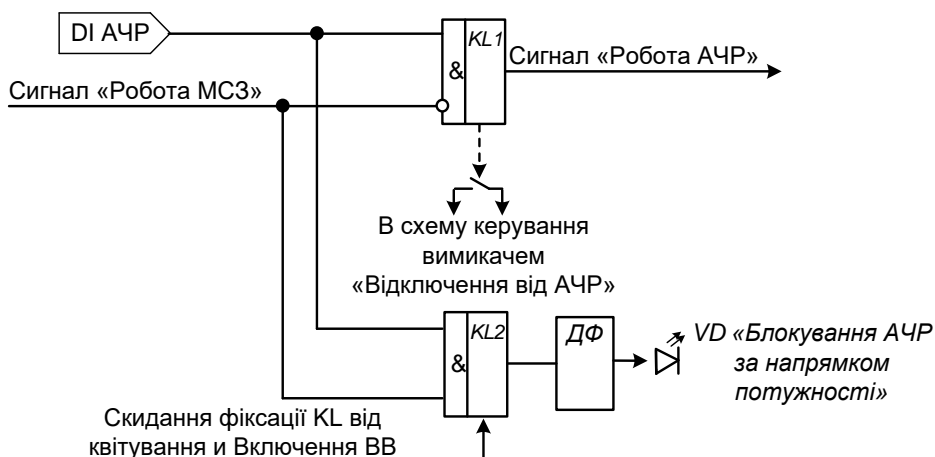 DI АЧР
KL1
&
Сигнал «Робота АЧР»
Сигнал «Робота МСЗ»
В схему керування
вимикачем
«Відключення від АЧР»
KL2
&
ДФ
VD «Блокування АЧР
за напрямком
потужності»
Скидання фіксації KL від
квітування и Включення ВВ